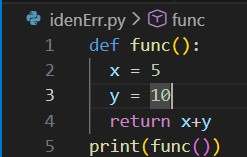 idenErr.py > func
1 def func():
2   x = 5
3   y = 10
4   return x+y
5 print(func())